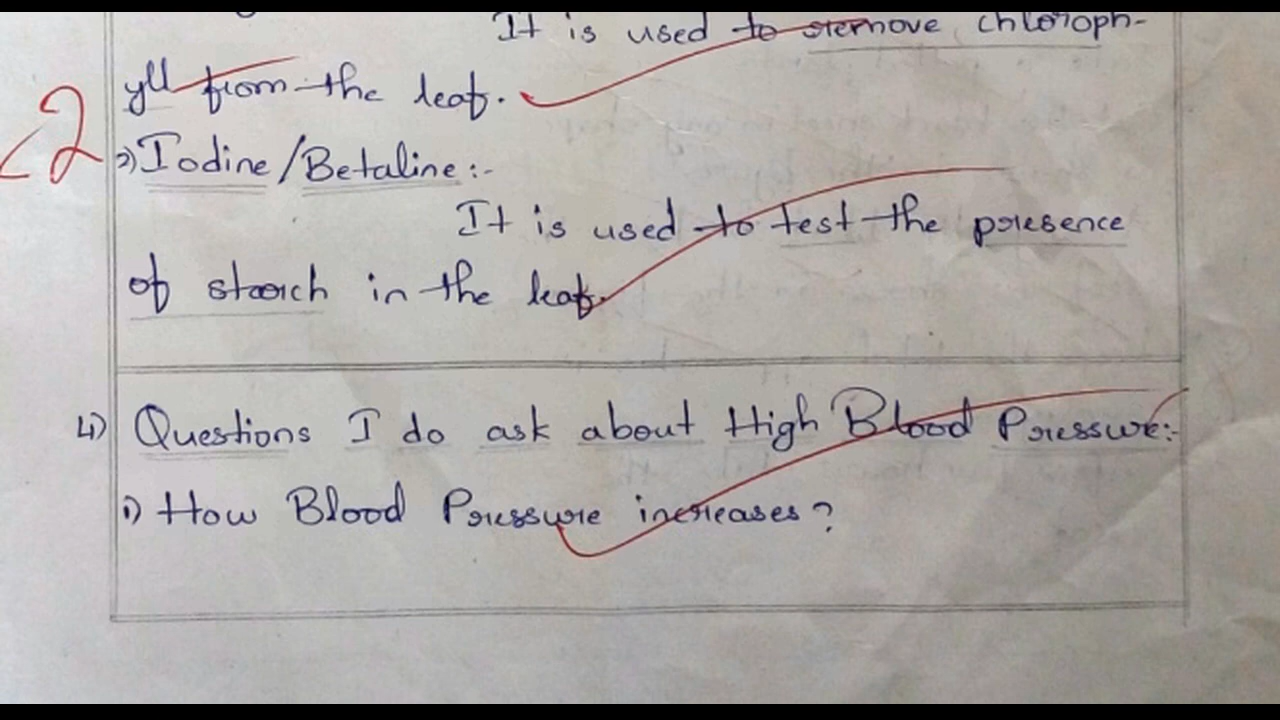 It is used to remove chloroph-
yll from the leaf.
2
2) Iodine/Betaline:-
It is used to test the presence
of starch in the leaf.
4) Questions I do ask about High Blood Pressure:-
1) How Blood Pressure increases?